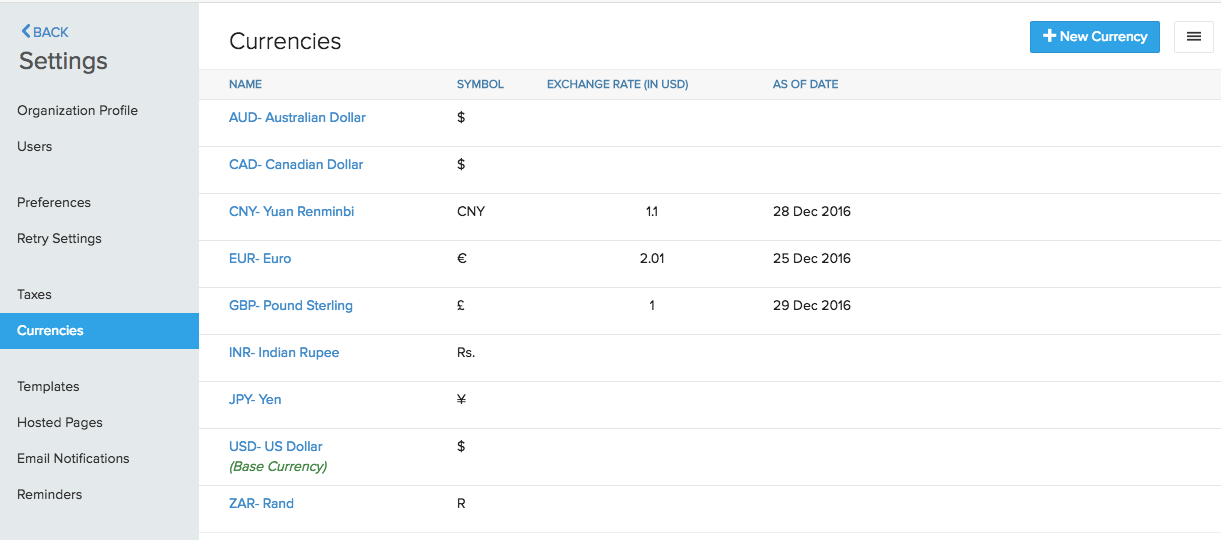 BACK
Settings
Organization Profile
Users
Preferences
Retry Settings
Taxes
Currencies
Templates
Hosted Pages
Email Notifications
Reminders
Currencies
+ New Currency
NAME SYMBOL EXCHANGE RATE (IN USD) AS OF DATE
AUD- Australian Dollar $
CAD- Canadian Dollar $
CNY- Yuan Renminbi CNY 1.1 28 Dec 2016
EUR- Euro € 2.01 25 Dec 2016
GBP- Pound Sterling £ 1 29 Dec 2016
INR- Indian Rupee Rs.
JPY- Yen ¥
USD- US Dollar $
(Base Currency)
ZAR- Rand R